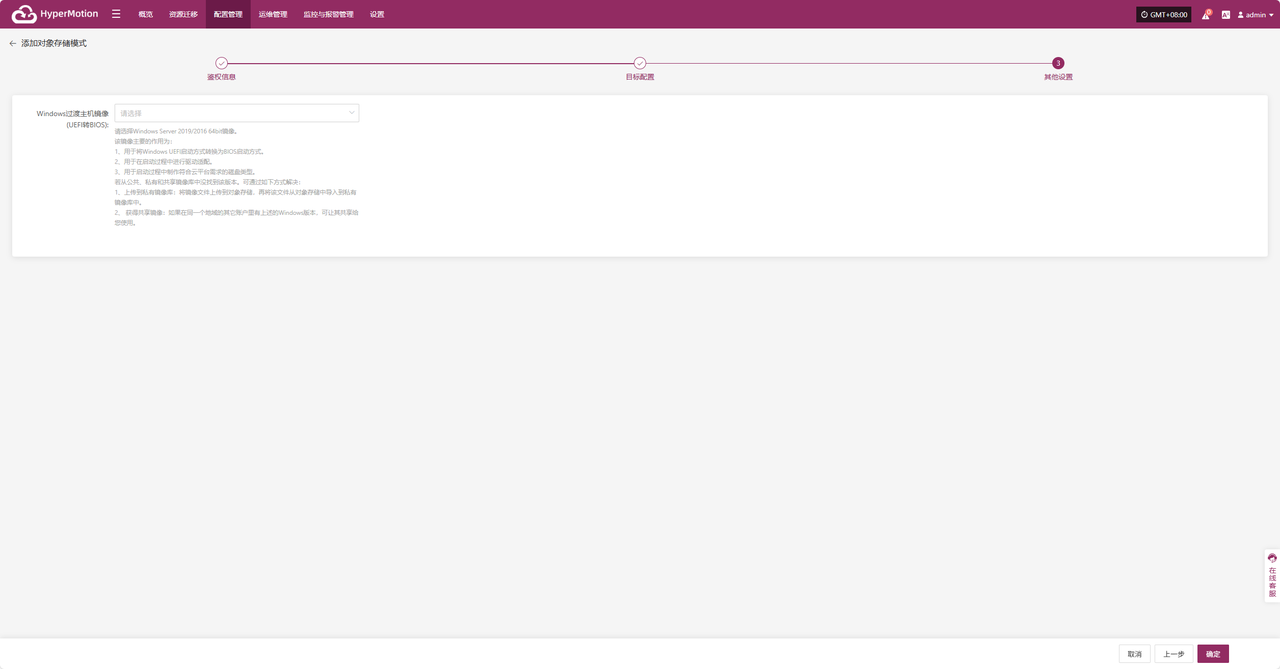 HyperMotion
概览
资源迁移
配置管理
运维管理
监控与报警管理
设置
GMT+08:00
0
admin
添加对象存储模式
鉴权信息
目标配置
3
其他设置
Windows过渡主机镜像
(UEFI转BIOS):
请选择
请选择Windows Server 2019/2016 64bit镜像。
该镜像主要的作用为：
1、用于将Windows UEFI启动方式转换为BIOS启动方式。
2、用于在启动过程中进行驱动适配。
3、用于启动过程中制作符合云平台需求的磁盘类型。
若从公共、私有和共享镜像库中没找到该版本，可通过如下方式解决：
1、上传到私有镜像库：将镜像文件上传到对象存储，再将该文件从对象存储中导入到私有
镜像库中。
2、 获得共享镜像：如果在同一个地域的其它账户里有上述的Windows版本，可让其共享给
您使用。
在线客服
取消
上一步
确定